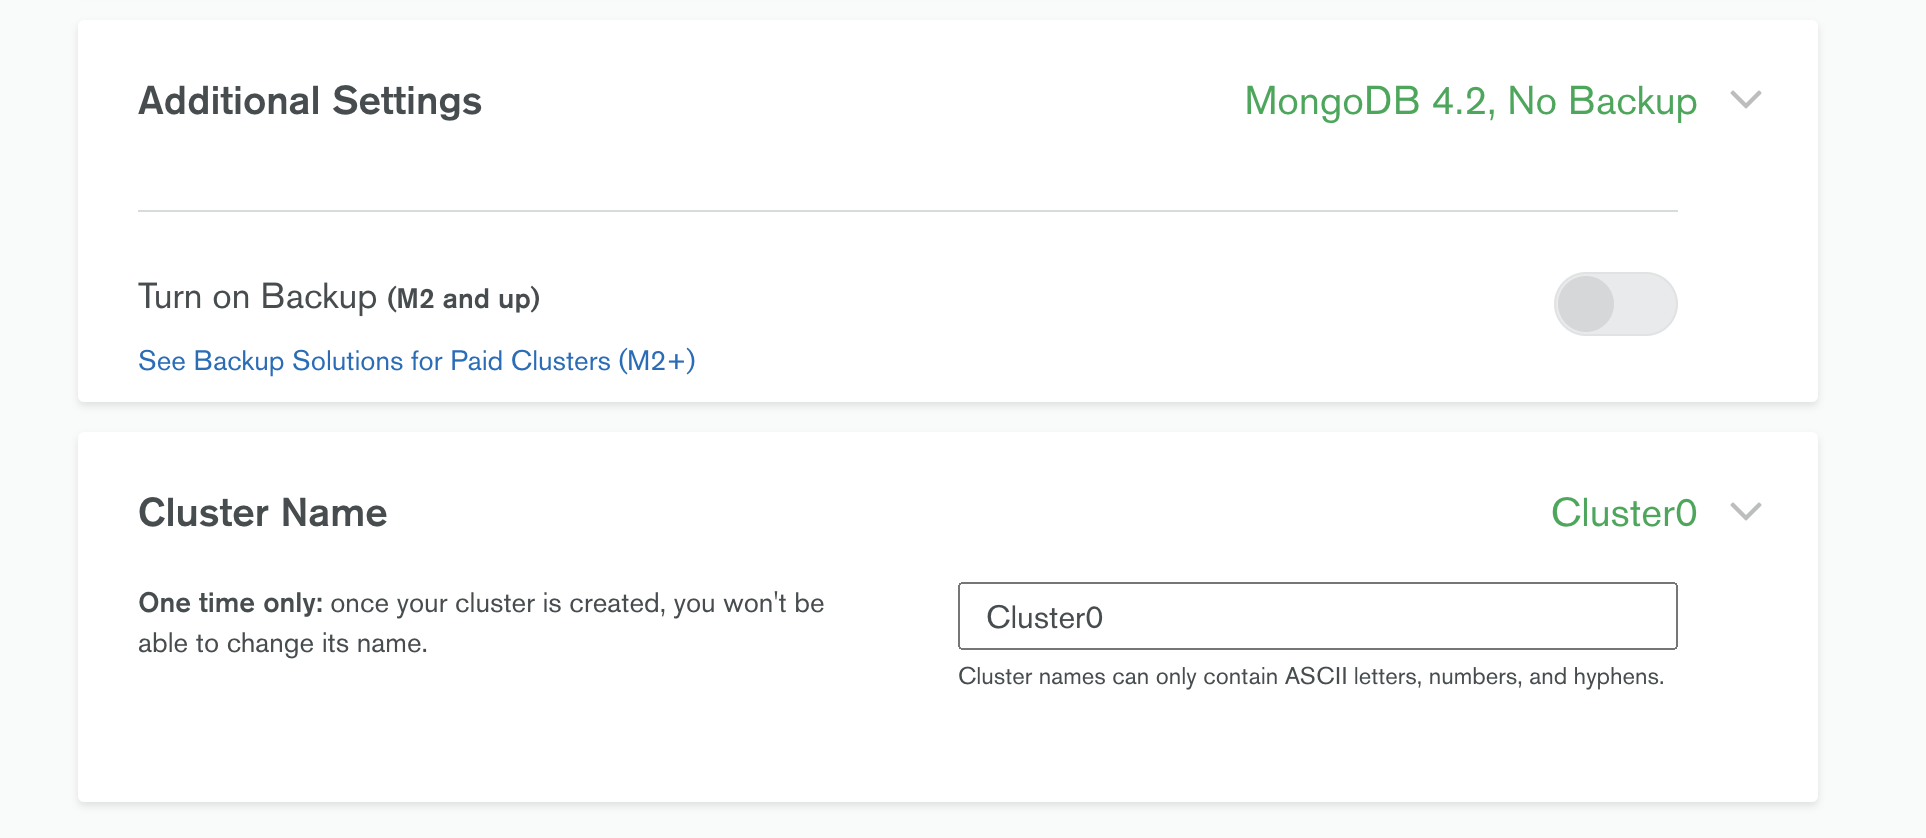 Additional Settings
MongoDB 4.2, No Backup
Turn on Backup (M2 and up)
See Backup Solutions for Paid Clusters (M2+)
Cluster Name
Cluster0
One time only: once your cluster is created, you won't be
able to change its name.
Cluster0
Cluster names can only contain ASCII letters, numbers, and hyphens.